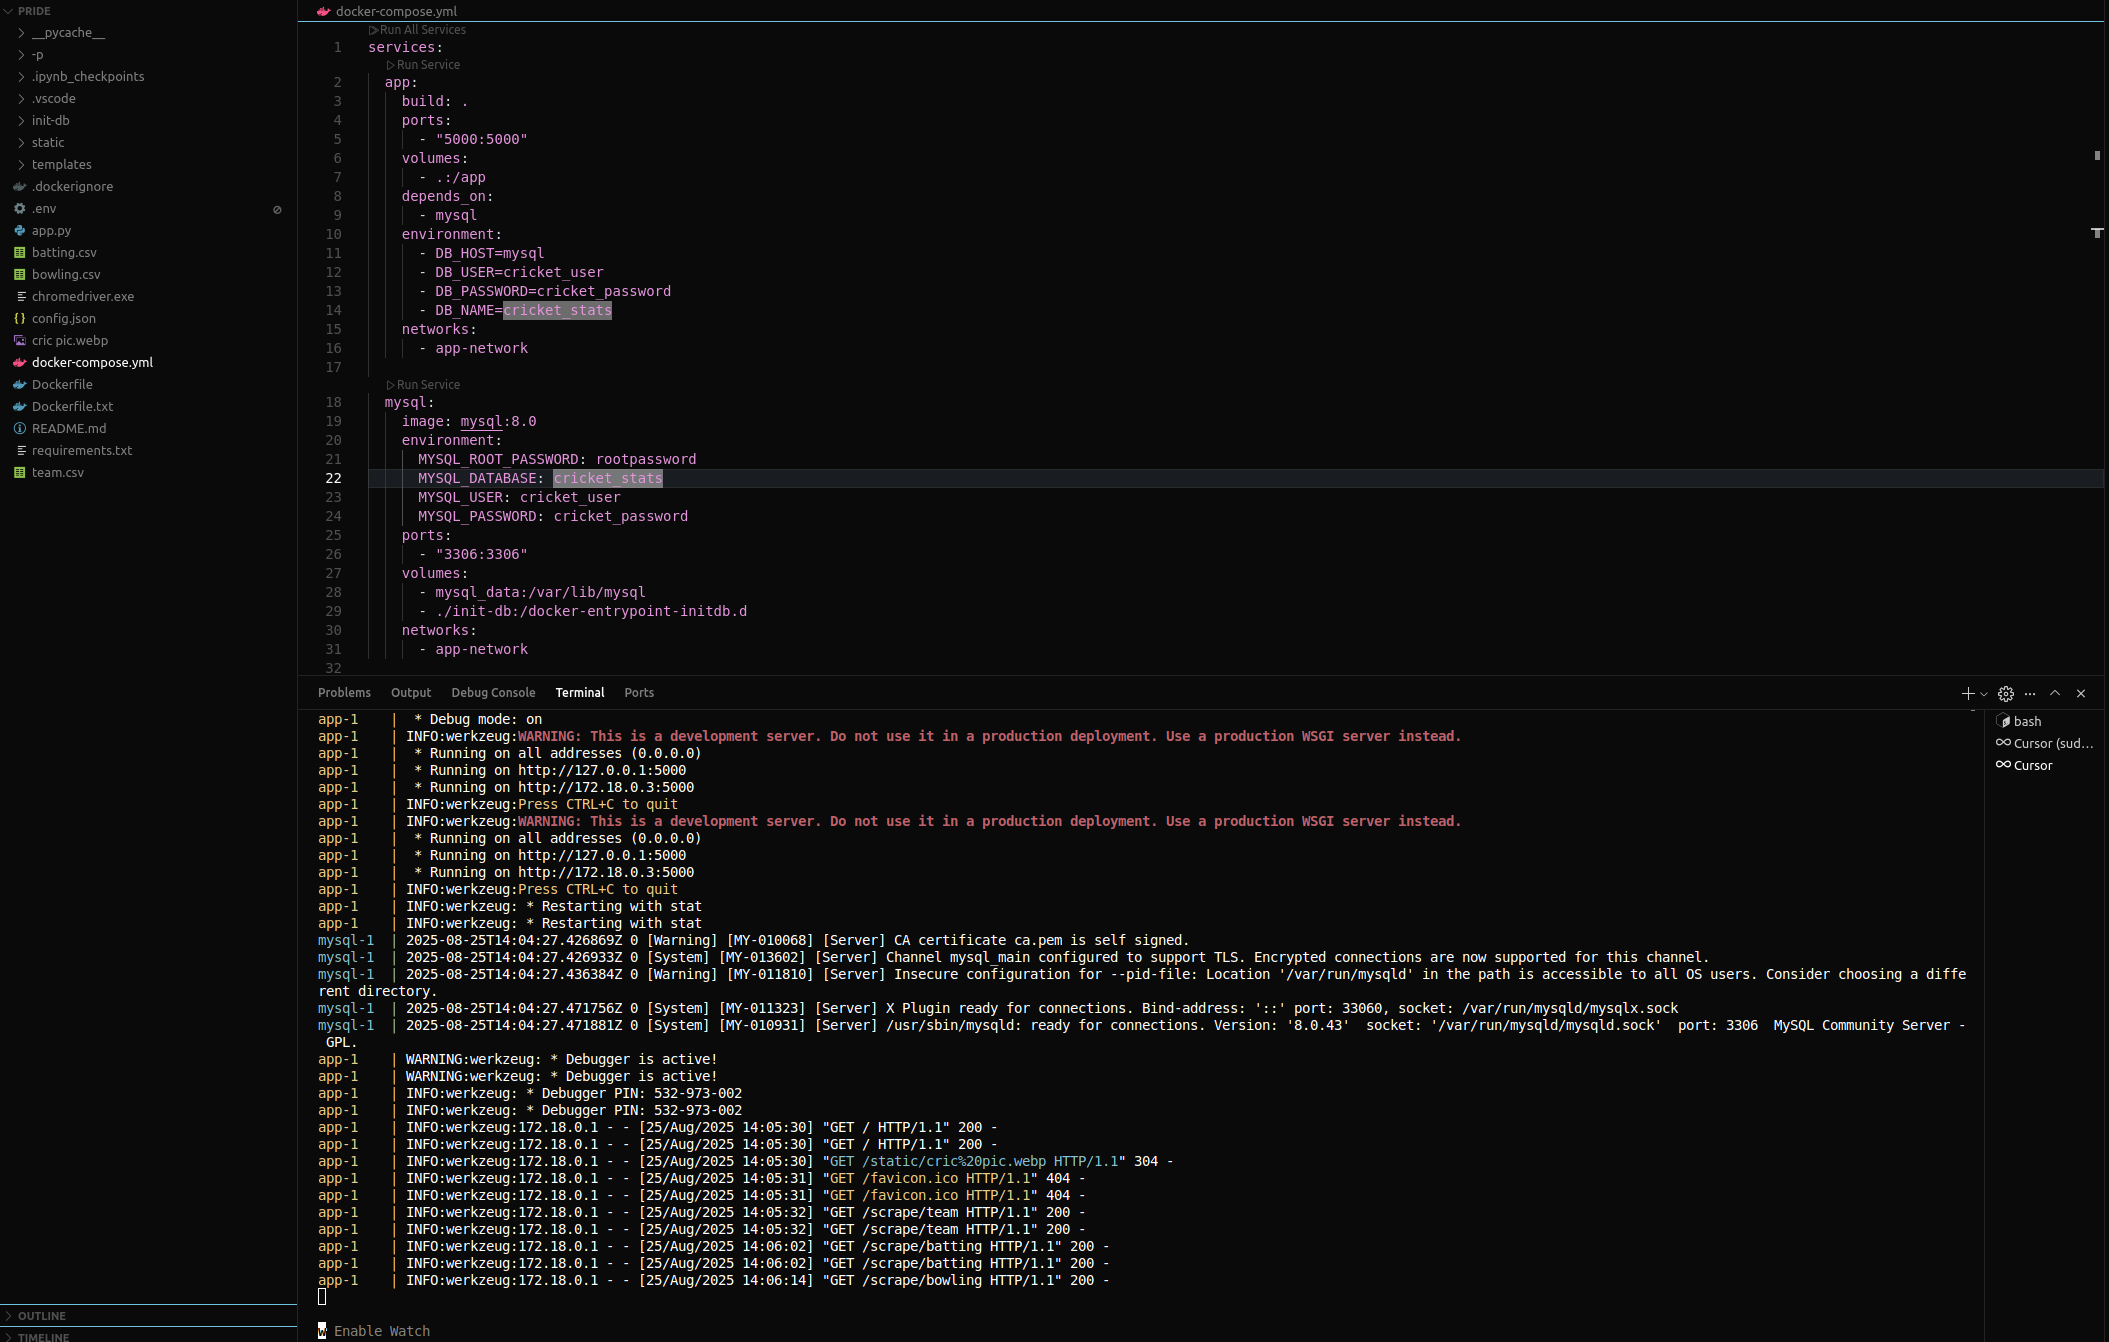 PRIDE
__pycache__
-p
.ipynb_checkpoints
.vscode
init-db
static
templates
.dockerignore
.env
app.py
batting.csv
bowling.csv
chromedriver.exe
config.json
cric pic.webp
docker-compose.yml
Dockerfile
Dockerfile.txt
README.md
requirements.txt
team.csv
OUTLINE
TIMELINE
docker-compose.yml
Run All Services
1 services:
Run Service
2 app:
3 build: .
4 ports:
5 - "5000:5000"
6 volumes:
7 - .:/app
8 depends_on:
9 - mysql
10 environment:
11 - DB_HOST=mysql
12 - DB_USER=cricket_user
13 - DB_PASSWORD=cricket_password
14 - DB_NAME=cricket_stats
15 networks:
16 - app-network
17
Run Service
18 mysql:
19 image: mysql:8.0
20 environment:
21 MYSQL_ROOT_PASSWORD: rootpassword
22 MYSQL_DATABASE: cricket_stats
23 MYSQL_USER: cricket_user
24 MYSQL_PASSWORD: cricket_password
25 ports:
26 - "3306:3306"
27 volumes:
28 - mysql_data:/var/lib/mysql
29 - ./init-db:/docker-entrypoint-initdb.d
30 networks:
31 - app-network
32
Problems Output Debug Console Terminal Ports
app-1 | * Debug mode: on
app-1 | INFO:werkzeug:WARNING: This is a development server. Do not use it in a production deployment. Use a production WSGI server instead.
app-1 | * Running on all addresses (0.0.0.0)
app-1 | * Running on http://127.0.0.1:5000
app-1 | * Running on http://172.18.0.3:5000
app-1 | INFO:werkzeug:Press CTRL+C to quit
app-1 | INFO:werkzeug:WARNING: This is a development server. Do not use it in a production deployment. Use a production WSGI server instead.
app-1 | * Running on all addresses (0.0.0.0)
app-1 | * Running on http://127.0.0.1:5000
app-1 | * Running on http://172.18.0.3:5000
app-1 | INFO:werkzeug:Press CTRL+C to quit
app-1 | INFO:werkzeug: * Restarting with stat
app-1 | INFO:werkzeug: * Restarting with stat
mysql-1 | 2025-08-25T14:04:27.426869Z 0 [Warning] [MY-010068] [Server] CA certificate ca.pem is self signed.
mysql-1 | 2025-08-25T14:04:27.426933Z 0 [System] [MY-013602] [Server] Channel mysql_main configured to support TLS. Encrypted connections are now supported for this channel.
mysql-1 | 2025-08-25T14:04:27.436384Z 0 [Warning] [MY-011810] [Server] Insecure configuration for --pid-file: Location '/var/run/mysqld' in the path is accessible to all OS users. Consider choosing a diffe
rent directory.
mysql-1 | 2025-08-25T14:04:27.471756Z 0 [System] [MY-011323] [Server] X Plugin ready for connections. Bind-address: '::' port: 33060, socket: /var/run/mysqld/mysqlx.sock
mysql-1 | 2025-08-25T14:04:27.471881Z 0 [System] [MY-010931] [Server] /usr/sbin/mysqld: ready for connections. Version: '8.0.43'  socket: '/var/run/mysqld/mysqld.sock'  port: 3306  MySQL Community Server -
GPL.
app-1 | WARNING:werkzeug: * Debugger is active!
app-1 | WARNING:werkzeug: * Debugger is active!
app-1 | INFO:werkzeug: * Debugger PIN: 532-973-002
app-1 | INFO:werkzeug: * Debugger PIN: 532-973-002
app-1 | INFO:werkzeug:172.18.0.1 - - [25/Aug/2025 14:05:30] "GET / HTTP/1.1" 200 -
app-1 | INFO:werkzeug:172.18.0.1 - - [25/Aug/2025 14:05:30] "GET / HTTP/1.1" 200 -
app-1 | INFO:werkzeug:172.18.0.1 - - [25/Aug/2025 14:05:30] "GET /static/cric%20pic.webp HTTP/1.1" 304 -
app-1 | INFO:werkzeug:172.18.0.1 - - [25/Aug/2025 14:05:31] "GET /favicon.ico HTTP/1.1" 404 -
app-1 | INFO:werkzeug:172.18.0.1 - - [25/Aug/2025 14:05:31] "GET /favicon.ico HTTP/1.1" 404 -
app-1 | INFO:werkzeug:172.18.0.1 - - [25/Aug/2025 14:05:32] "GET /scrape/team HTTP/1.1" 200 -
app-1 | INFO:werkzeug:172.18.0.1 - - [25/Aug/2025 14:05:32] "GET /scrape/team HTTP/1.1" 200 -
app-1 | INFO:werkzeug:172.18.0.1 - - [25/Aug/2025 14:06:02] "GET /scrape/batting HTTP/1.1" 200 -
app-1 | INFO:werkzeug:172.18.0.1 - - [25/Aug/2025 14:06:02] "GET /scrape/batting HTTP/1.1" 200 -
app-1 | INFO:werkzeug:172.18.0.1 - - [25/Aug/2025 14:06:14] "GET /scrape/bowling HTTP/1.1" 200 -
w Enable Watch
bash
Cursor (sud...
Cursor